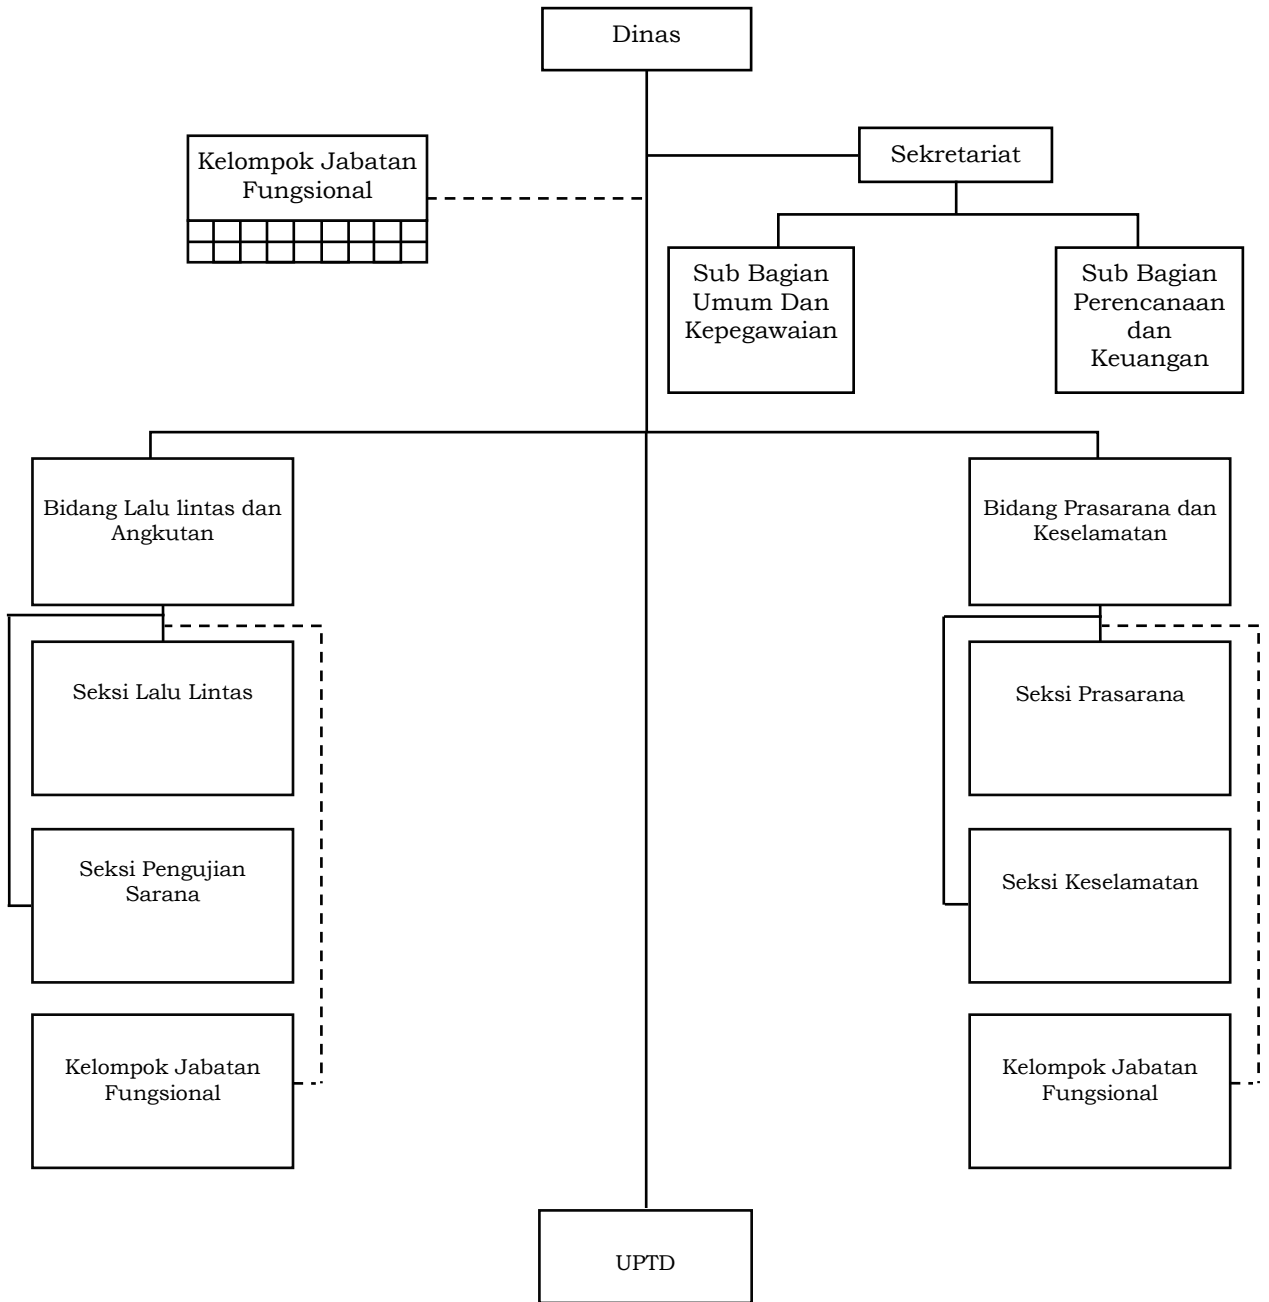 Dinas
Kelompok Jabatan
Fungsional
Sekretariat
Sub Bagian
Umum Dan
Kepegawaian
Sub Bagian
Perencanaan
dan
Keuangan
Bidang Lalu lintas dan
Angkutan
Bidang Prasarana dan
Keselamatan
Seksi Lalu Lintas
Seksi Prasarana
Seksi Pengujian
Sarana
Seksi Keselamatan
Kelompok Jabatan
Fungsional
Kelompok Jabatan
Fungsional
UPTD